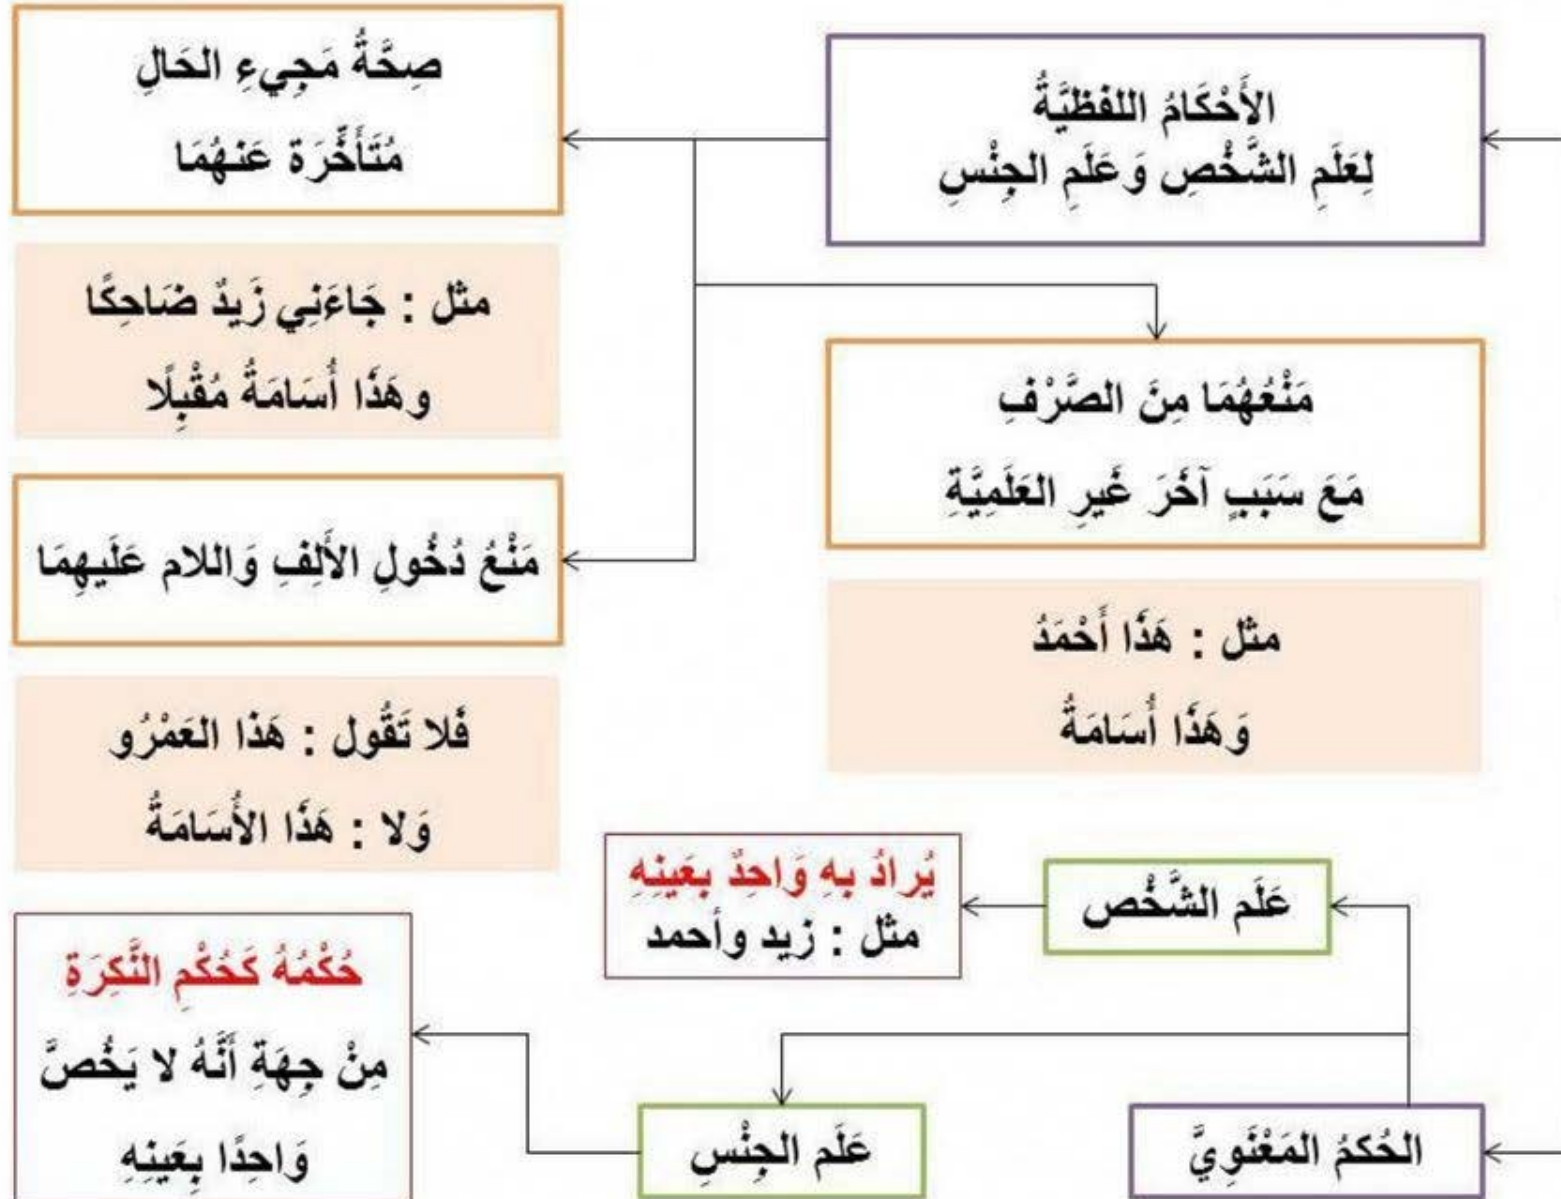 الأَحْكَامُ اللفْظيَّةُ
لِعَلَمِ الشَّخْصِ وَعَلَمِ الجِنْسِ
صِحَّةُ مَجِيءِ الحَالِ
مُتَأَخِّرَة عَنهُمَا
مثل : جَاءَنِي زَيدٌ ضَاحِكًا
وهَذَا أُسَامَةُ مُقْبِلًا
مَنْعُهُمَا مِنَ الصَّرْفِ
مَعَ سَبَبٍ آخَرَ غَيرِ العَلَمِيَّةِ
مثل : هَذَا أَحْمَدُ
وَهَذَا أُسَامَةُ
مَنْعُ دُخُولِ الأَلِفِ وَاللام عَلَيهِمَا
فَلا تَقُول : هَذَا العَمْرُو
وَلا : هَذَا الأُسَامَةُ
عَلَم الشَّخْص
يُرادُ بِهِ وَاحِدٌ بِعَينِهِ
مثل : زيد وأحمد
الحُكمُ المَعْنَوِيَّ
عَلَم الجِنْسِ
حُكْمُهُ كَحُكْمِ النَّكِرَةِ
مِنْ جِهَةِ أَنَّهُ لا يَخُصَّ
وَاحِدًا بِعَينِهِ